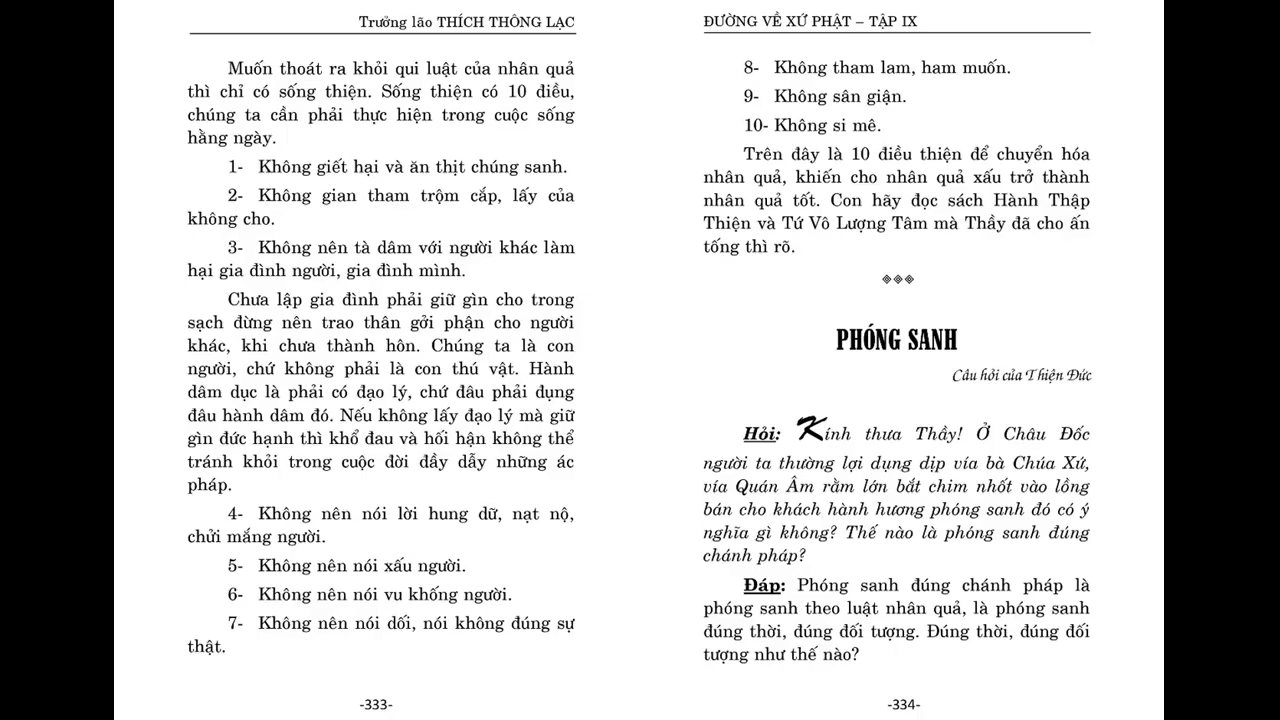 Trưởng lão THÍCH THÔNG LẠC
Muốn thoát ra khỏi qui luật của nhân quả
thì chỉ có sống thiện. Sống thiện có 10 điều,
chúng ta cần phải thực hiện trong cuộc sống
hằng ngày.
1- Không giết hại và ăn thịt chúng sanh.
2- Không gian tham trộm cắp, lấy của
không cho.
3- Không nên tà dâm với người khác làm
hại gia đình người, gia đình mình.
Chưa lập gia đình phải giữ gìn cho trong
sạch đừng nên trao thân gởi phận cho người
khác, khi chưa thành hôn. Chúng ta là con
người, chứ không phải là con thú vật. Hành
dâm dục là phải có đạo lý, chứ đâu phải đụng
đâu hành dâm đó. Nếu không lấy đạo lý mà giữ
gìn đức hạnh thì khổ đau và hối hận không thể
tránh khỏi trong cuộc đời đầy dẫy những ác
pháp.
4- Không nên nói lời hung dữ, nạt nộ,
chửi mắng người.
5- Không nên nói xấu người.
6- Không nên nói vu khống người.
7- Không nên nói dối, nói không đúng sự
thật.
-333-
ĐƯỜNG VỀ XỨ PHẬT – TẬP IX
8- Không tham lam, ham muốn.
9- Không sân giận.
10- Không si mê.
Trên đây là 10 điều thiện để chuyển hóa
nhân quả, khiến cho nhân quả xấu trở thành
nhân quả tốt. Con hãy đọc sách Hành Thập
Thiện và Tứ Vô Lượng Tâm mà Thầy đã cho ấn
tống thì rõ.
PHÓNG SANH
Câu hỏi của Thiện Đức
Hỏi: Kính thưa Thầy! Ở Châu Đốc
người ta thường lợi dụng dịp vía bà Chúa Xứ,
vía Quán Âm rằm lớn bắt chim nhốt vào lồng
bán cho khách hành hương phóng sanh đó có ý
nghĩa gì không? Thế nào là phóng sanh đúng
chánh pháp?
Đáp: Phóng sanh đúng chánh pháp là
phóng sanh theo luật nhân quả, là phóng sanh
đúng thời, đúng đối tượng. Đúng thời, đúng đối
tượng như thế nào?
-334-